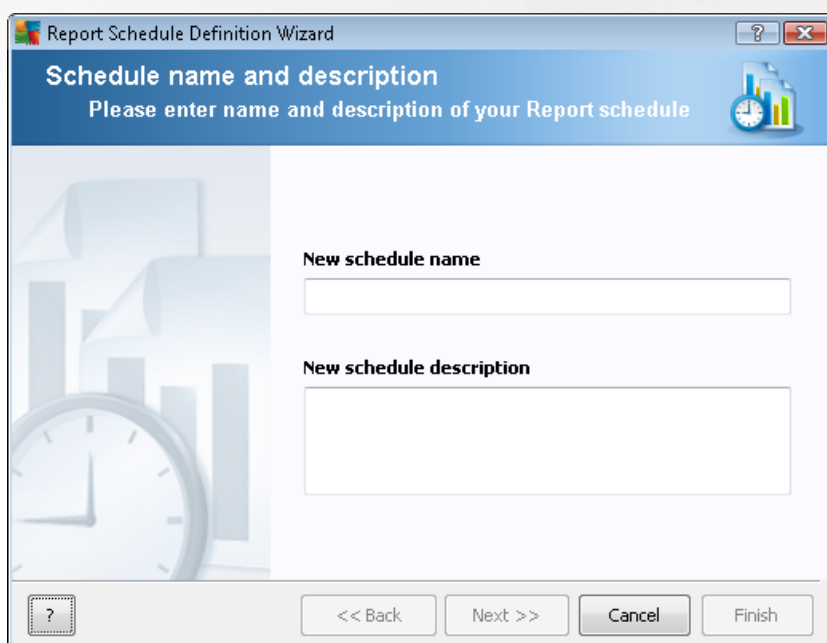 Report Schedule Definition Wizard
?
Schedule name and description
Please enter name and description of your Report schedule
New schedule name
New schedule description
?
<< Back
Next >>
Cancel
Finish